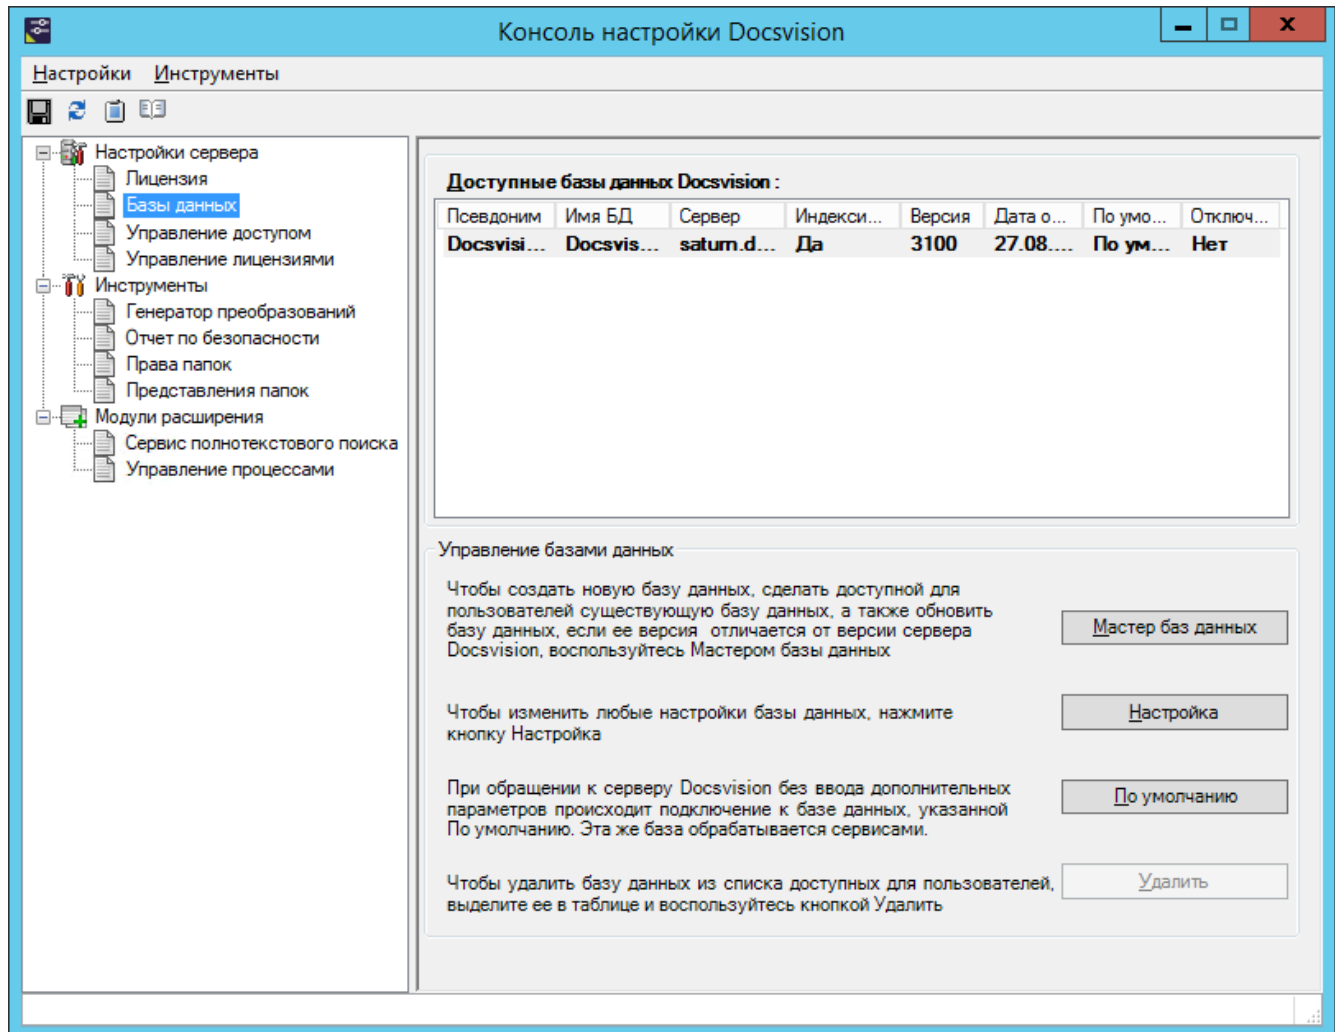 Консоль настройки Docsvision
Настройки Инструменты
Настройки сервера
Лицензия
Базы данных
Управление доступом
Управление лицензиями
Инструменты
Генератор преобразований
Отчет по безопасности
Права папок
Представления папок
Модули расширения
Сервис полнотекстового поиска
Управление процессами
Доступные базы данных Docsvision :
Псевдоним Имя БД Сервер Индекси... Версия Дата о... По умо... Отключ...
Docsvisi... Docsvis... saturn.d... Да 3100 27.08.... По ум... Нет
Управление базами данных
Чтобы создать новую базу данных, сделать доступной для
пользователей существующую базу данных, а также обновить
базу данных, если ее версия отличается от версии сервера
Docsvision, воспользуйтесь Мастером базы данных
Мастер баз данных
Чтобы изменить любые настройки базы данных, нажмите
кнопку Настройка
Настройка
При обращении к серверу Docsvision без ввода дополнительных
параметров происходит подключение к базе данных, указанной
По умолчанию. Эта же база обрабатывается сервисами.
По умолчанию
Чтобы удалить базу данных из списка доступных для пользователей,
выделите ее в таблице и воспользуйтесь кнопкой Удалить
Удалить